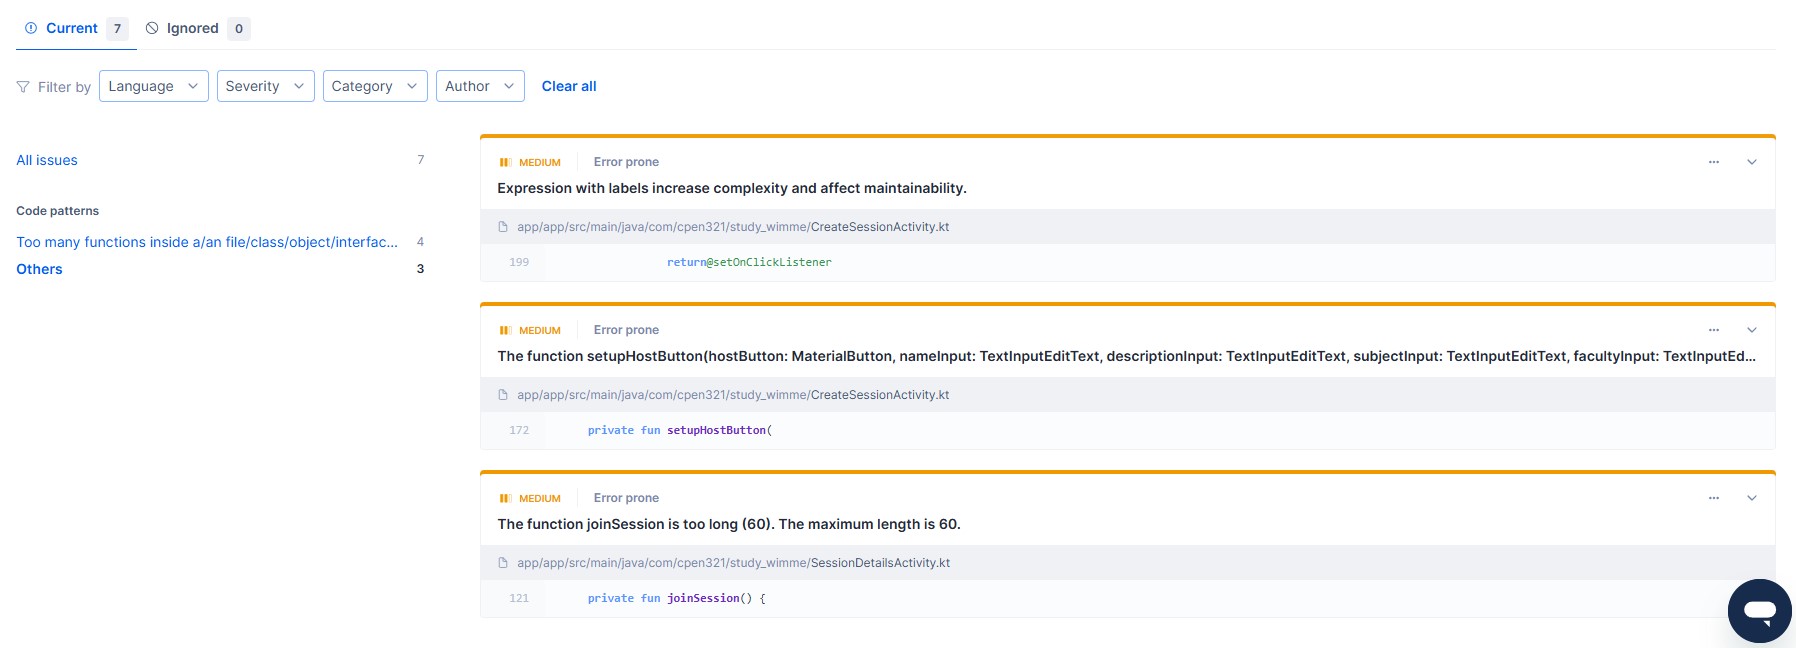 Current 7 Ignored 0
Filter by Language Severity Category Author Clear all
All issues 7
Code patterns
Too many functions inside a/an file/class/object/interfac... 4
Others 3
MEDIUM Error prone ...
Expression with labels increase complexity and affect maintainability.
app/app/src/main/java/com/cpen321/study_wimme/CreateSessionActivity.kt
199 return@setOnClickListener
MEDIUM Error prone ...
The function setupHostButton(hostButton: MaterialButton, nameInput: TextInputEditText, descriptionInput: TextInputEditText, subjectInput: TextInputEditText, facultyInput: TextInputEd...
app/app/src/main/java/com/cpen321/study_wimme/CreateSessionActivity.kt
172 private fun setupHostButton(
MEDIUM Error prone ...
The function joinSession is too long (60). The maximum length is 60.
app/app/src/main/java/com/cpen321/study_wimme/SessionDetailsActivity.kt
121 private fun joinSession() {